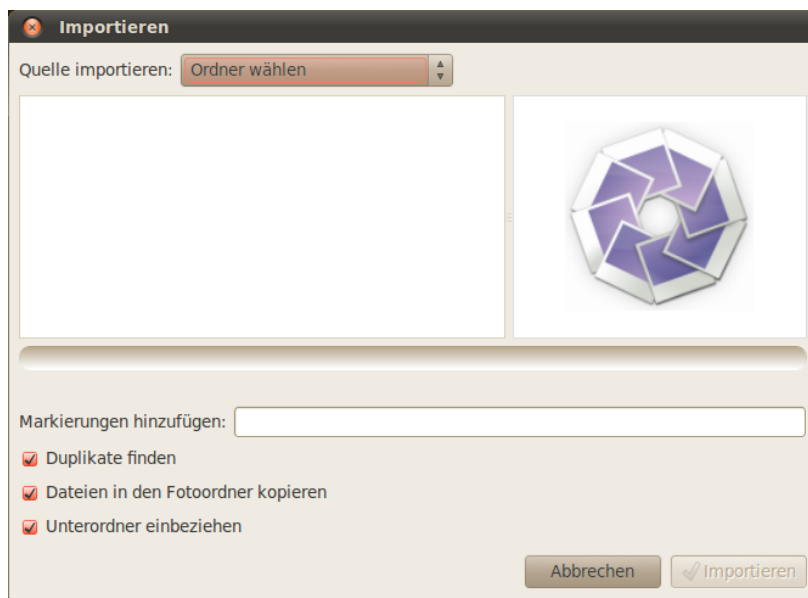 Importieren
Quelle importieren: Ordner wählen
Markierungen hinzufügen:
Duplikate finden
Dateien in den Fotoordner kopieren
Unterordner einbeziehen
Abbrechen Importieren